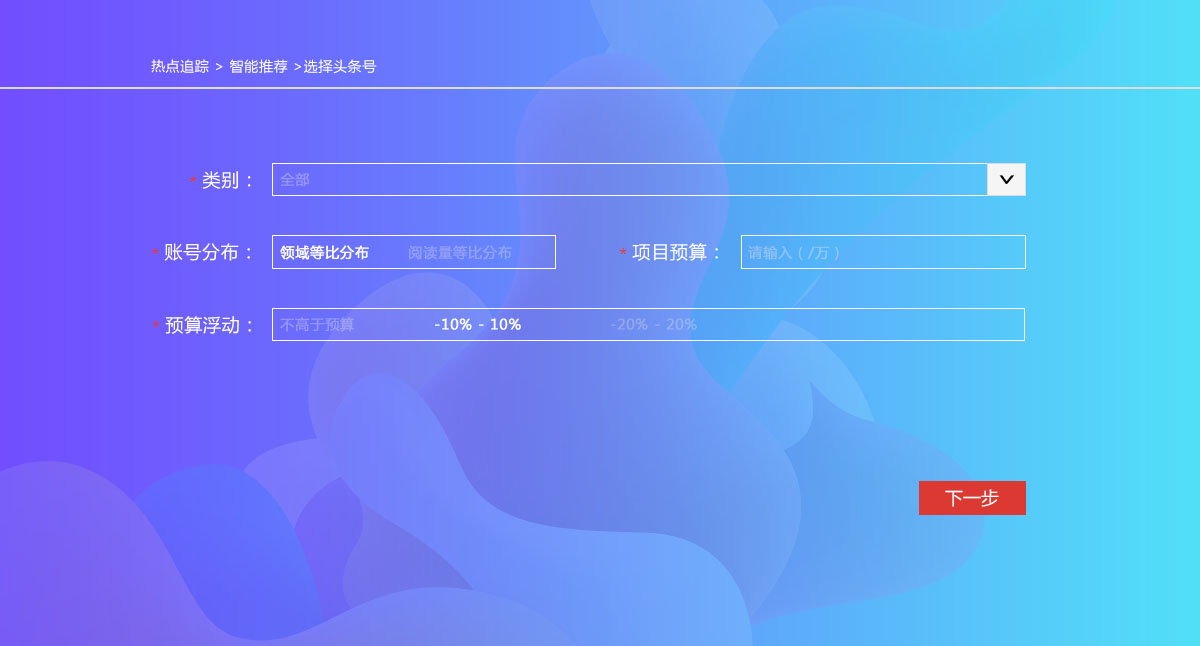 热点追踪 > 智能推荐 >选择头条号
* 类别： 全部
* 账号分布： 领域等比分布 阅读量等比分布 * 项目预算： 请输入（/万）
* 预算浮动： 不高于预算 -10% - 10% -20% - 20%
下一步